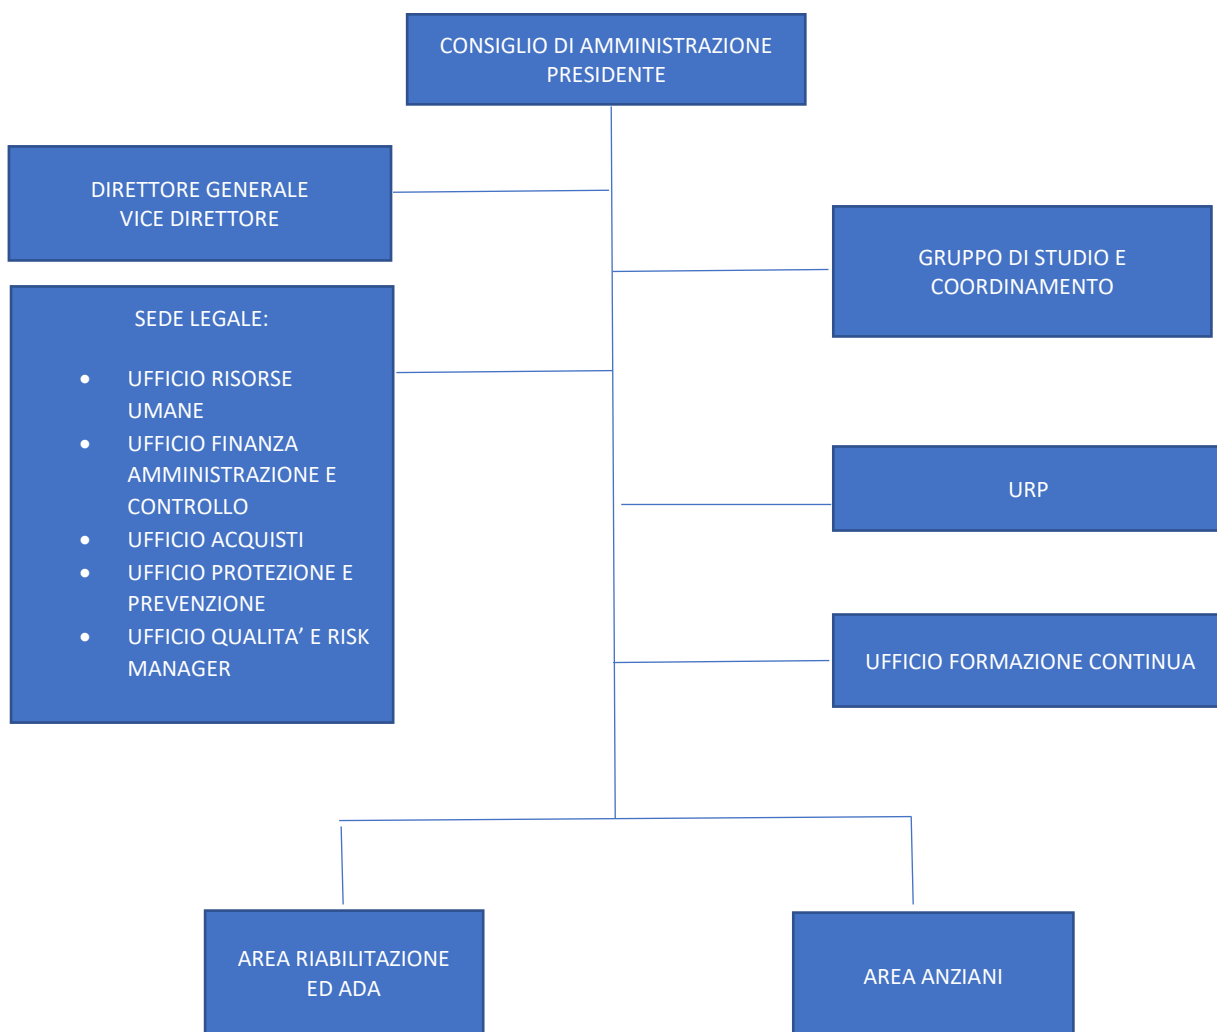 CONSIGLIO DI AMMINISTRAZIONE
PRESIDENTE
DIRETTORE GENERALE
VICE DIRETTORE
GRUPPO DI STUDIO E
COORDINAMENTO
SEDE LEGALE:
• UFFICIO RISORSE
UMANE
• UFFICIO FINANZA
AMMINISTRAZIONE E
CONTROLLO
• UFFICIO ACQUISTI
• UFFICIO PROTEZIONE E
PREVENZIONE
• UFFICIO QUALITA’ E RISK
MANAGER
URP
UFFICIO FORMAZIONE CONTINUA
AREA RIABILITAZIONE
ED ADA
AREA ANZIANI